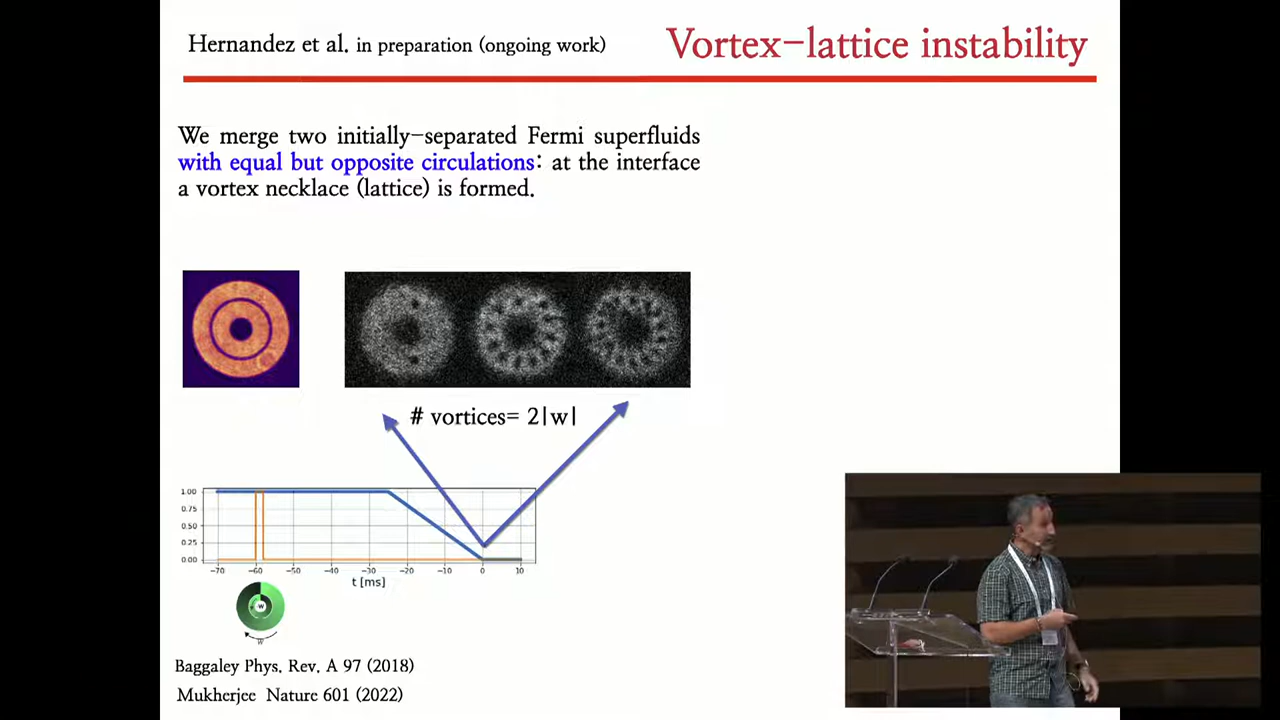 Hernandez et al. in preparation (ongoing work)
Vortex-lattice instability
We merge two initially-separated Fermi superfluids
with equal but opposite circulations: at the interface
a vortex necklace (lattice) is formed.
# vortices= 2|w|
1.00
0.75
0.50
0.25
0.00
−70 −60 −50 −40 −30 −20 −10 0 10
t [ms]
w
w
Baggaley Phys. Rev. A 97 (2018)
Mukherjee Nature 601 (2022)